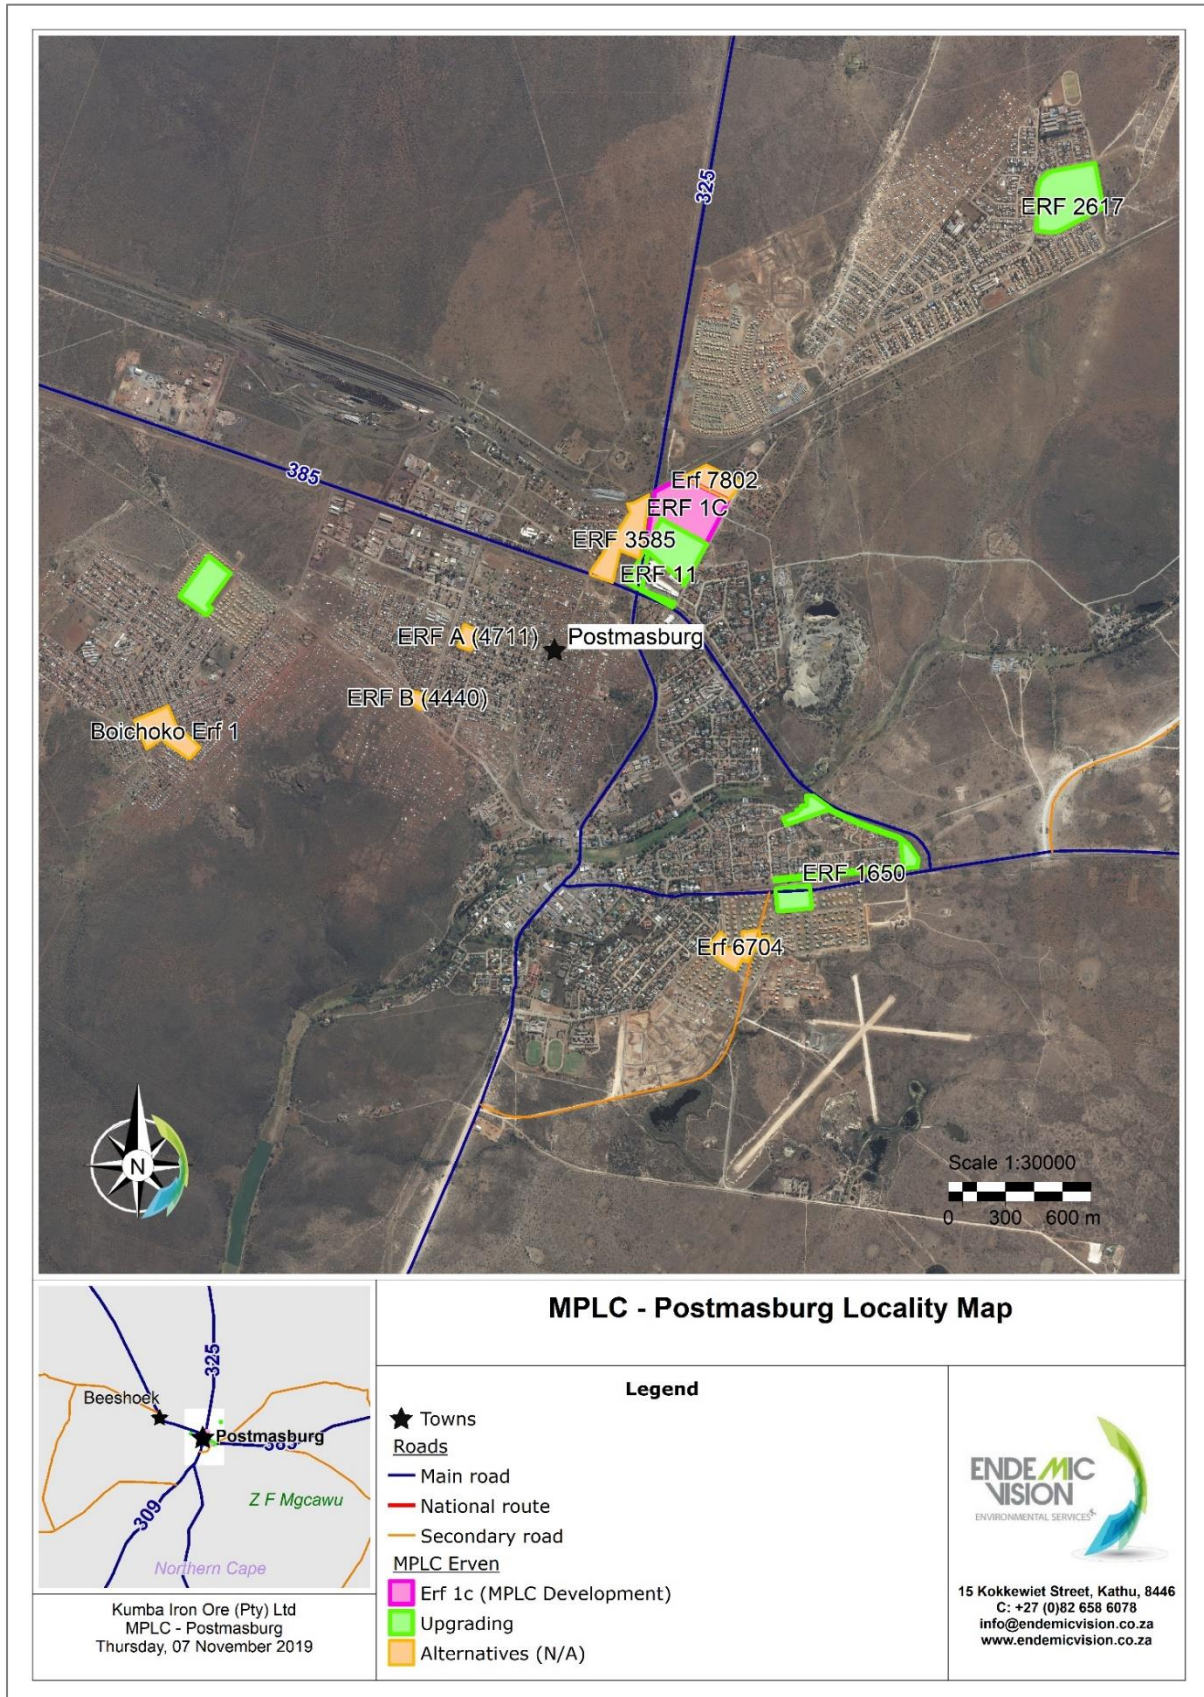 325
ERF 2617
385
Erf 7802
ERF 1C
ERF 3585
ERF 11
ERF A (4711)
Postmasburg
ERF B (4440)
Boichoko Erf 1
ERF 1650
Erf 6704
N
Scale 1:30000
0 300 600 m
MPLC - Postmasburg Locality Map
325
Beeshoek
Postmasburg
385
Z F Mgcawu
309
Northern Cape
Kumba Iron Ore (Pty) Ltd
MPLC - Postmasburg
Thursday, 07 November 2019
Legend
Towns
Roads
Main road
National route
Secondary road
MPLC Erven
Erf 1c (MPLC Development)
Upgrading
Alternatives (N/A)
ENDEMIC
VISION
ENVIRONMENTAL SERVICES
15 Kokkewiet Street, Kathu, 8446
C: +27 (0)82 658 6078
info@endemicvision.co.za
www.endemicvision.co.za